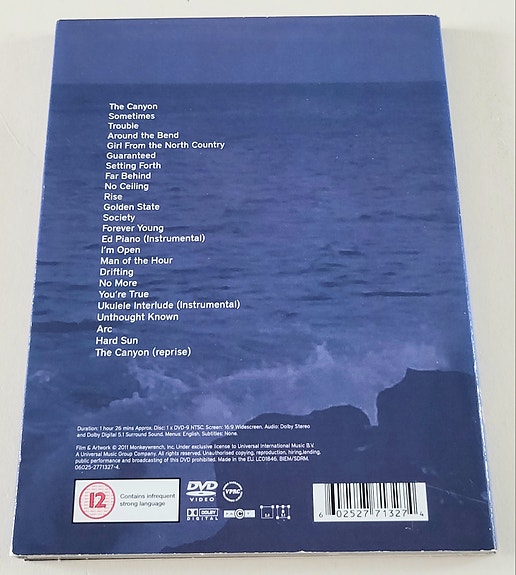 The Canyon
Sometimes
Trouble
Around the Bend
Girl From the North Country
Guaranteed
Setting Forth
Far Behind
No Ceiling
Rise
Golden State
Society
Forever Young
Ed Piano (Instrumental)
I'm Open
Man of the Hour
Drifting
No More
You're True
Ukulele Interlude (Instrumental)
Unthought Known
Arc
Hard Sun
The Canyon (reprise)
Duration: 1 hour 26 mins Approx. Disc: 1 x DVD-9 NTSC. Screen: 16:9 Widescreen. Audio: Dolby Stereo
and Dolby Digital 5.1 Surround Sound. Menus: English. Subtitles: None.
Film & Artwork © 2011 Monkeywrench, Inc. Under exclusive license to Universal International Music B.V.
A Universal Music Group Company. All rights reserved. Unauthorised copying, reproduction, hiring, lending,
public performance and broadcasting of this DVD prohibited. Made in the EU. LC01846. BIEM/SDRM.
06025-2771327-4.
12
Contains infrequent
strong language
DVD
VIDEO
VPRC
DOLBY
DIGITAL
6 02527 71327 4